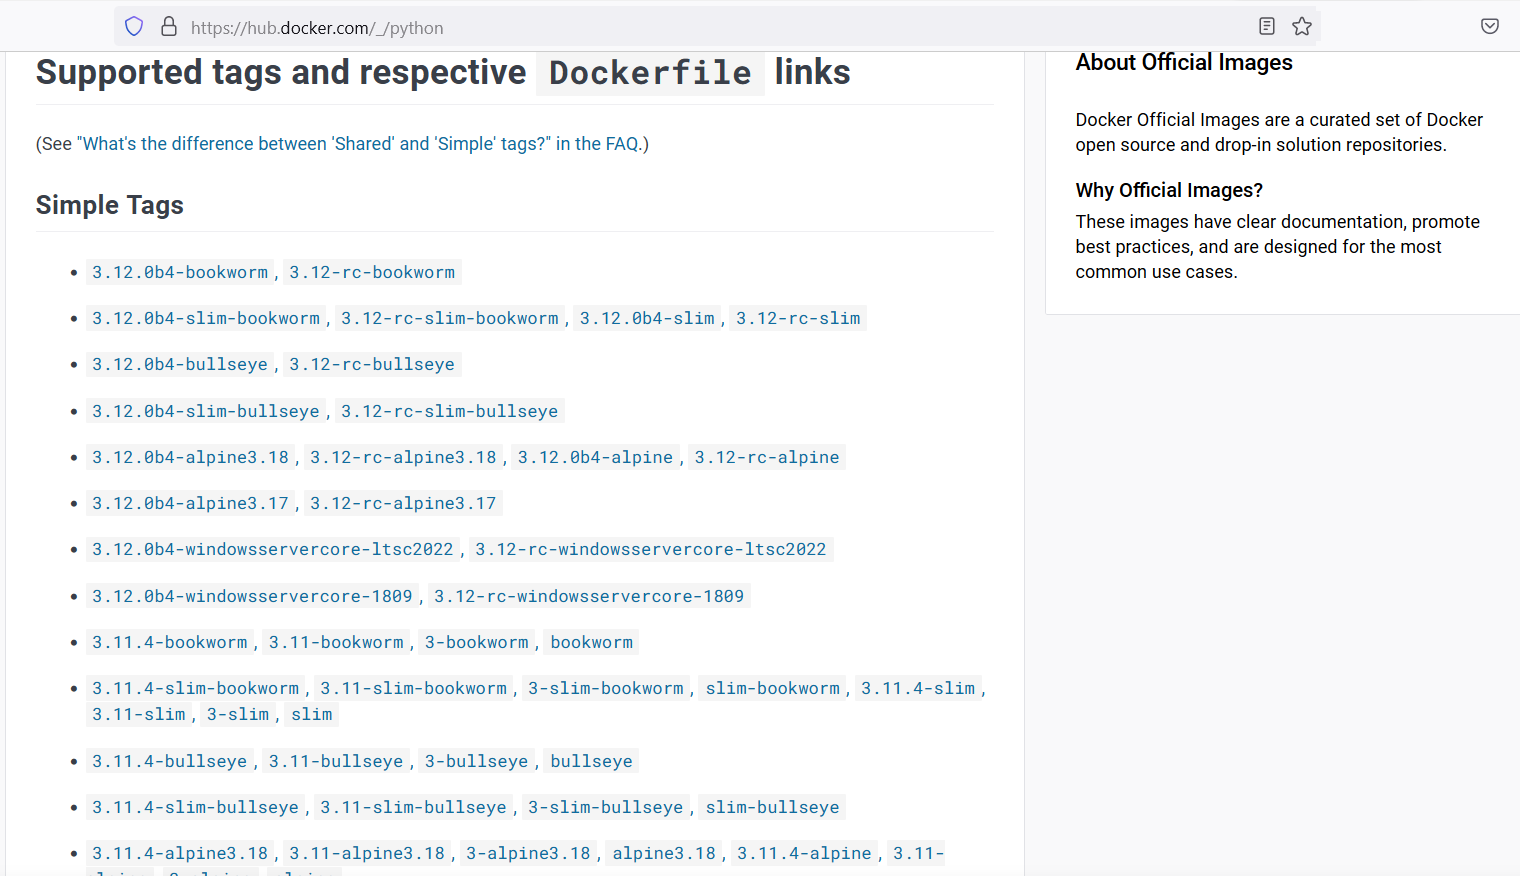 https://hub.docker.com/_/python
Supported tags and respective Dockerfile links
(See "What's the difference between 'Shared' and 'Simple' tags?" in the FAQ.)
Simple Tags
3.12.0b4-bookworm, 3.12-rc-bookworm
3.12.0b4-slim-bookworm, 3.12-rc-slim-bookworm, 3.12.0b4-slim, 3.12-rc-slim
3.12.0b4-bullseye, 3.12-rc-bullseye
3.12.0b4-slim-bullseye, 3.12-rc-slim-bullseye
3.12.0b4-alpine3.18, 3.12-rc-alpine3.18, 3.12.0b4-alpine, 3.12-rc-alpine
3.12.0b4-alpine3.17, 3.12-rc-alpine3.17
3.12.0b4-windowsservercore-ltsc2022, 3.12-rc-windowsservercore-ltsc2022
3.12.0b4-windowsservercore-1809, 3.12-rc-windowsservercore-1809
3.11.4-bookworm, 3.11-bookworm, 3-bookworm, bookworm
3.11.4-slim-bookworm, 3.11-slim-bookworm, 3-slim-bookworm, slim-bookworm, 3.11.4-slim,
3.11-slim, 3-slim, slim
3.11.4-bullseye, 3.11-bullseye, 3-bullseye, bullseye
3.11.4-slim-bullseye, 3.11-slim-bullseye, 3-slim-bullseye, slim-bullseye
3.11.4-alpine3.18, 3.11-alpine3.18, 3-alpine3.18, alpine3.18, 3.11.4-alpine, 3.11-
About Official Images
Docker Official Images are a curated set of Docker
open source and drop-in solution repositories.
Why Official Images?
These images have clear documentation, promote
best practices, and are designed for the most
common use cases.